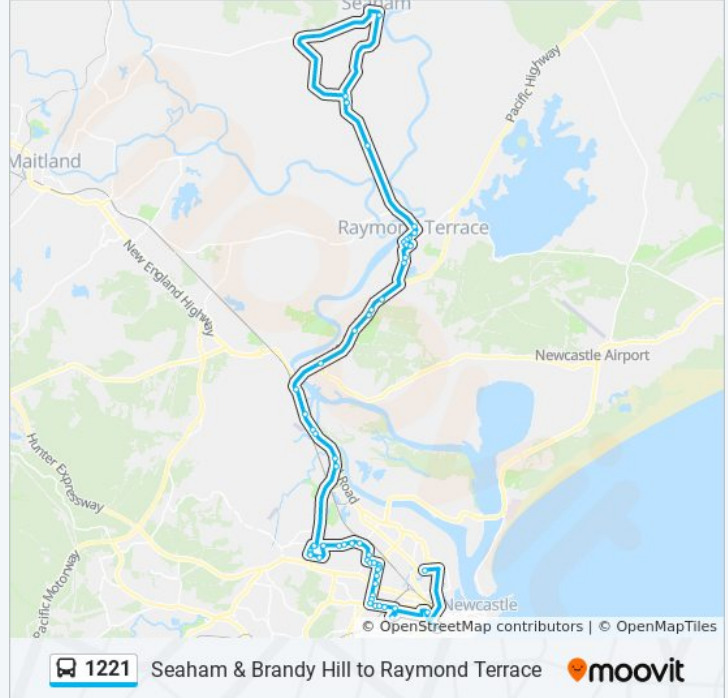 Seaham
Pacific Highway
Maitland
Raymond Terrace
New England Highway
Newcastle Airport
Hunter Expressway
Road
Pacific Motorway
Newcastle
© OpenStreetMap contributors | © OpenMapTiles
1221 Seaham & Brandy Hill to Raymond Terrace moovit